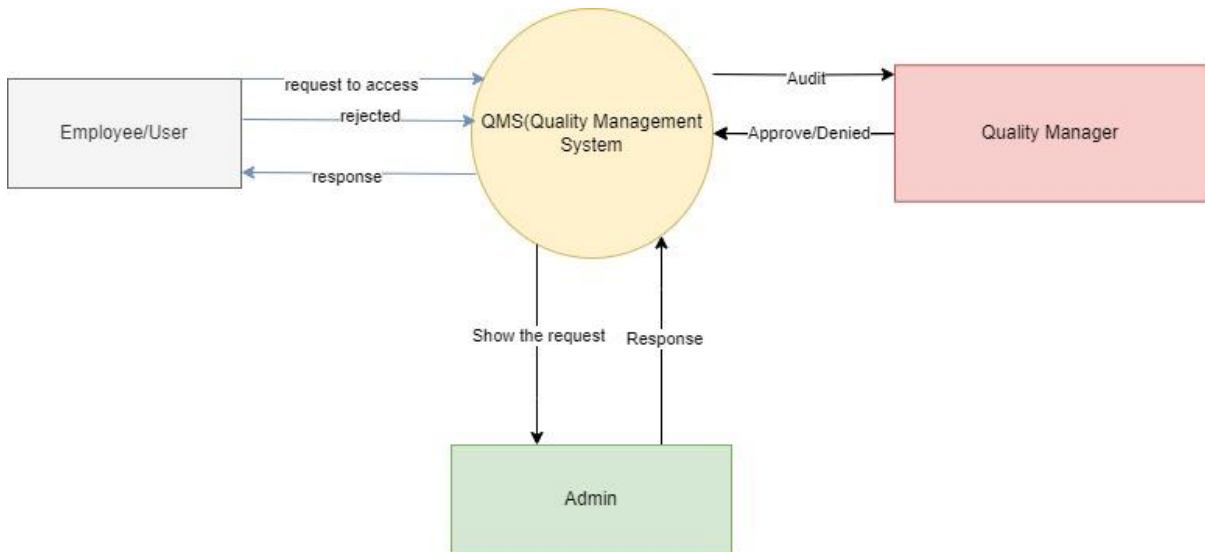 request to access
Audit
Employee/User
rejected
QMS(Quality Management
System
Approve/Denied
Quality Manager
response
Show the request
Response
Admin